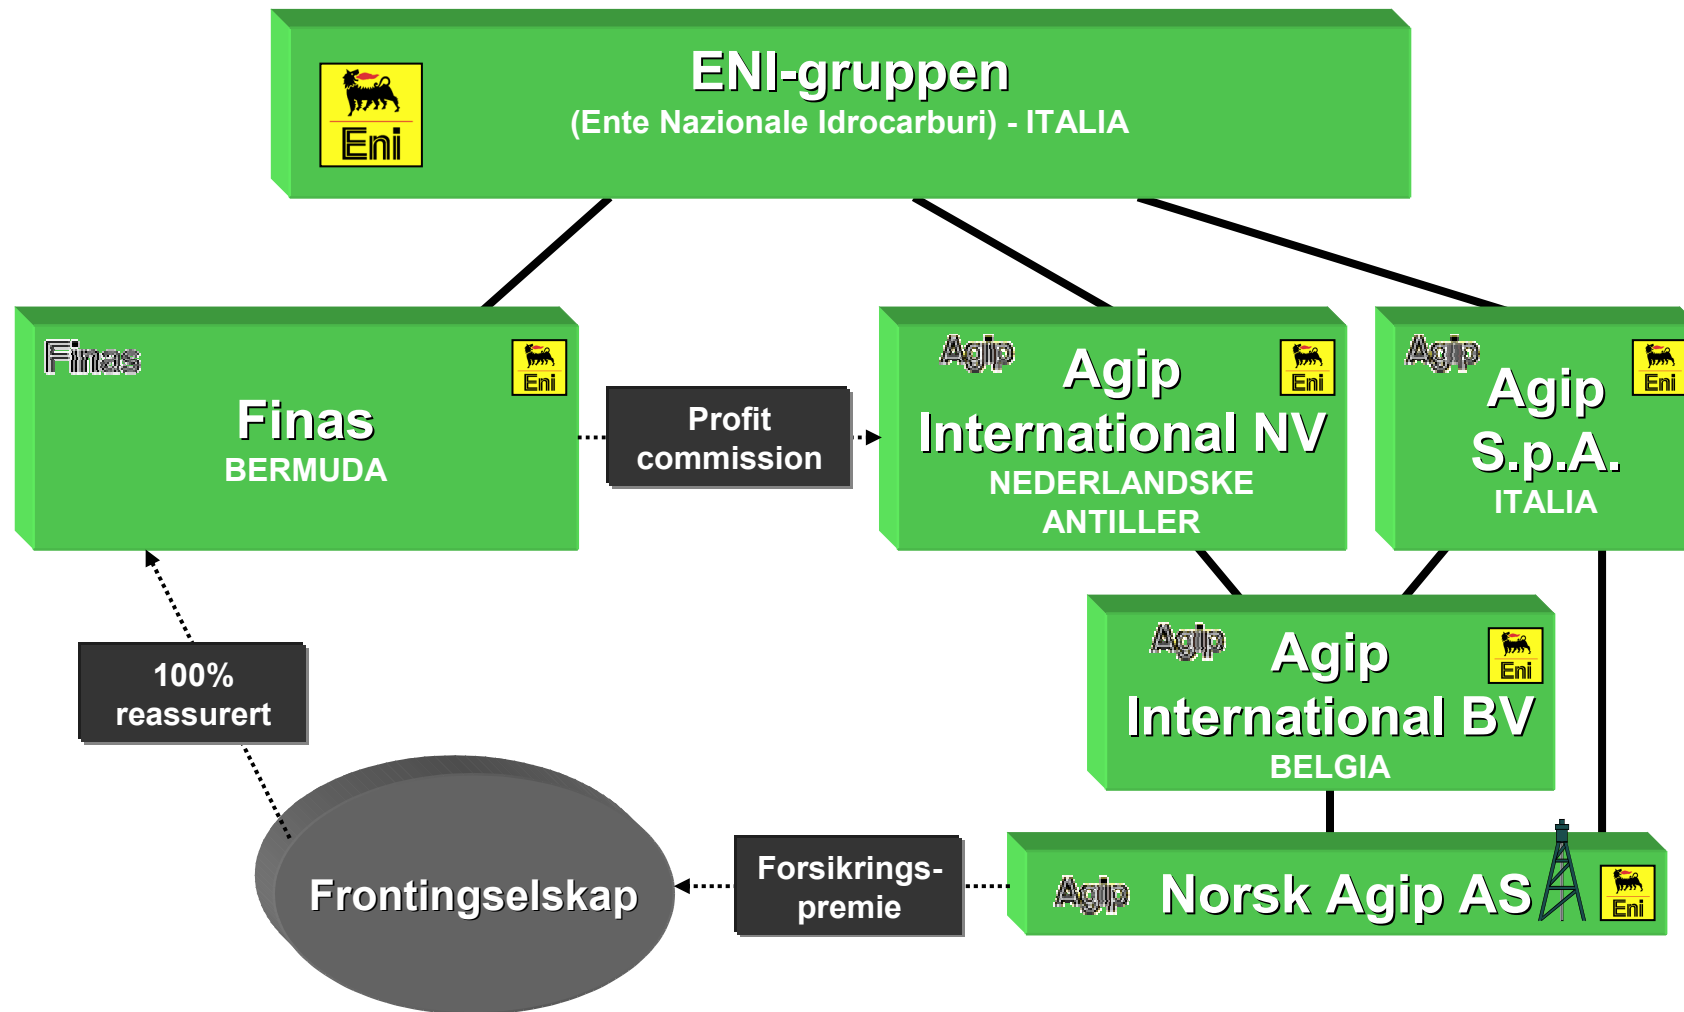 ENI-gruppen
(Ente Nazionale Idrocarburi) - ITALIA
Eni
Finas
Eni
Finas
BERMUDA
Profit
commission
Agip
Eni
Agip
International NV
NEDERLANDSKE
ANTILLER
Agip
Eni
Agip
S.p.A.
ITALIA
100%
reassurert
Agip
Eni
Agip
International BV
BELGIA
Frontingselskap
Forsikrings-
premie
Agip
Norsk Agip AS
Eni